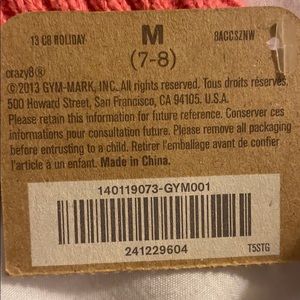 13 C8 HOLIDAY M 8ACCSZNW
(7-8)
crazy8®
©2013 GYM-MARK, INC. All rights reserved. Tous droits réservés.
500 Howard Street, San Francisco, CA 94105. U.S.A.
Please retain this information for future reference. Conserver ces
informations pour consultation future. Please remove all packaging
before entrusting to a child. Retirer l'emballage avant de confier
l'article à un enfant. Made in China.
140119073-GYM001
241229604 T5STG